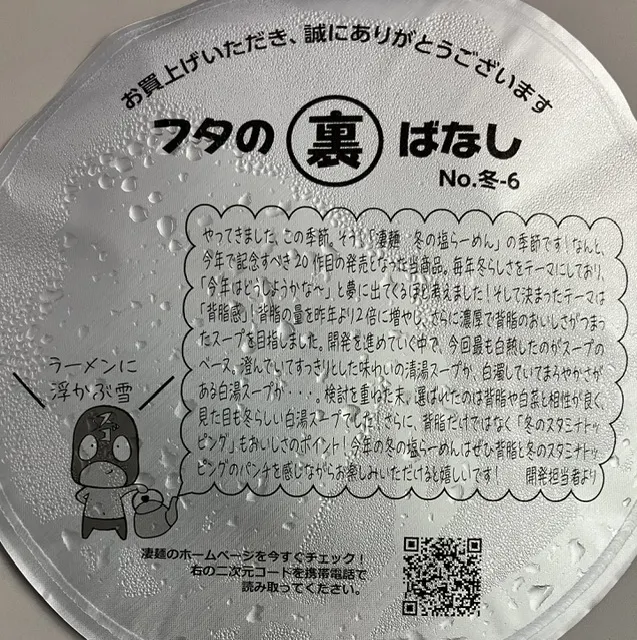 お買上げいただき、誠にありがとうございます
フタの裏ばなし
No.冬-6
やってきました、この季節。そう、「凄麺 冬の塩らーめん」の季節です！なんと、
今年で記念すべき20作目の発売となった当商品。毎年冬らしさをテーマにしており、
「今年はどうしようかな〜」と夢に出てくるほど考えました！そして決まったテーマは
「背脂感」！背脂の量を昨年より2倍に増やし、さらに濃厚で背脂のおいしさがつまっ
たスープを目指しました。開発を進めていく中で、今回最も白熱したのがスープの
ベース。澄んでいてすっきりとした味わいの清湯スープか、白濁していてまろやかさが
ある白湯スープか・・・。検討を重ねた末、選ばれたのは背脂や白菜と相性が良く、
見た目も冬らしい白湯スープでした！さらに、背脂だけではなく「冬のスタミナトッ
ピング」もおいしさのポイント！今年の冬の塩らーめんはぜひ背脂と冬のスタミナトッ
ピングのパンチを感じながらお楽しみいただけると嬉しいです！ 開発担当者より
ラーメンに
浮かぶ雪
スゴ
凄麺のホームページを今すぐチェック！
右の二次元コードを携帯電話で
読み取ってください。